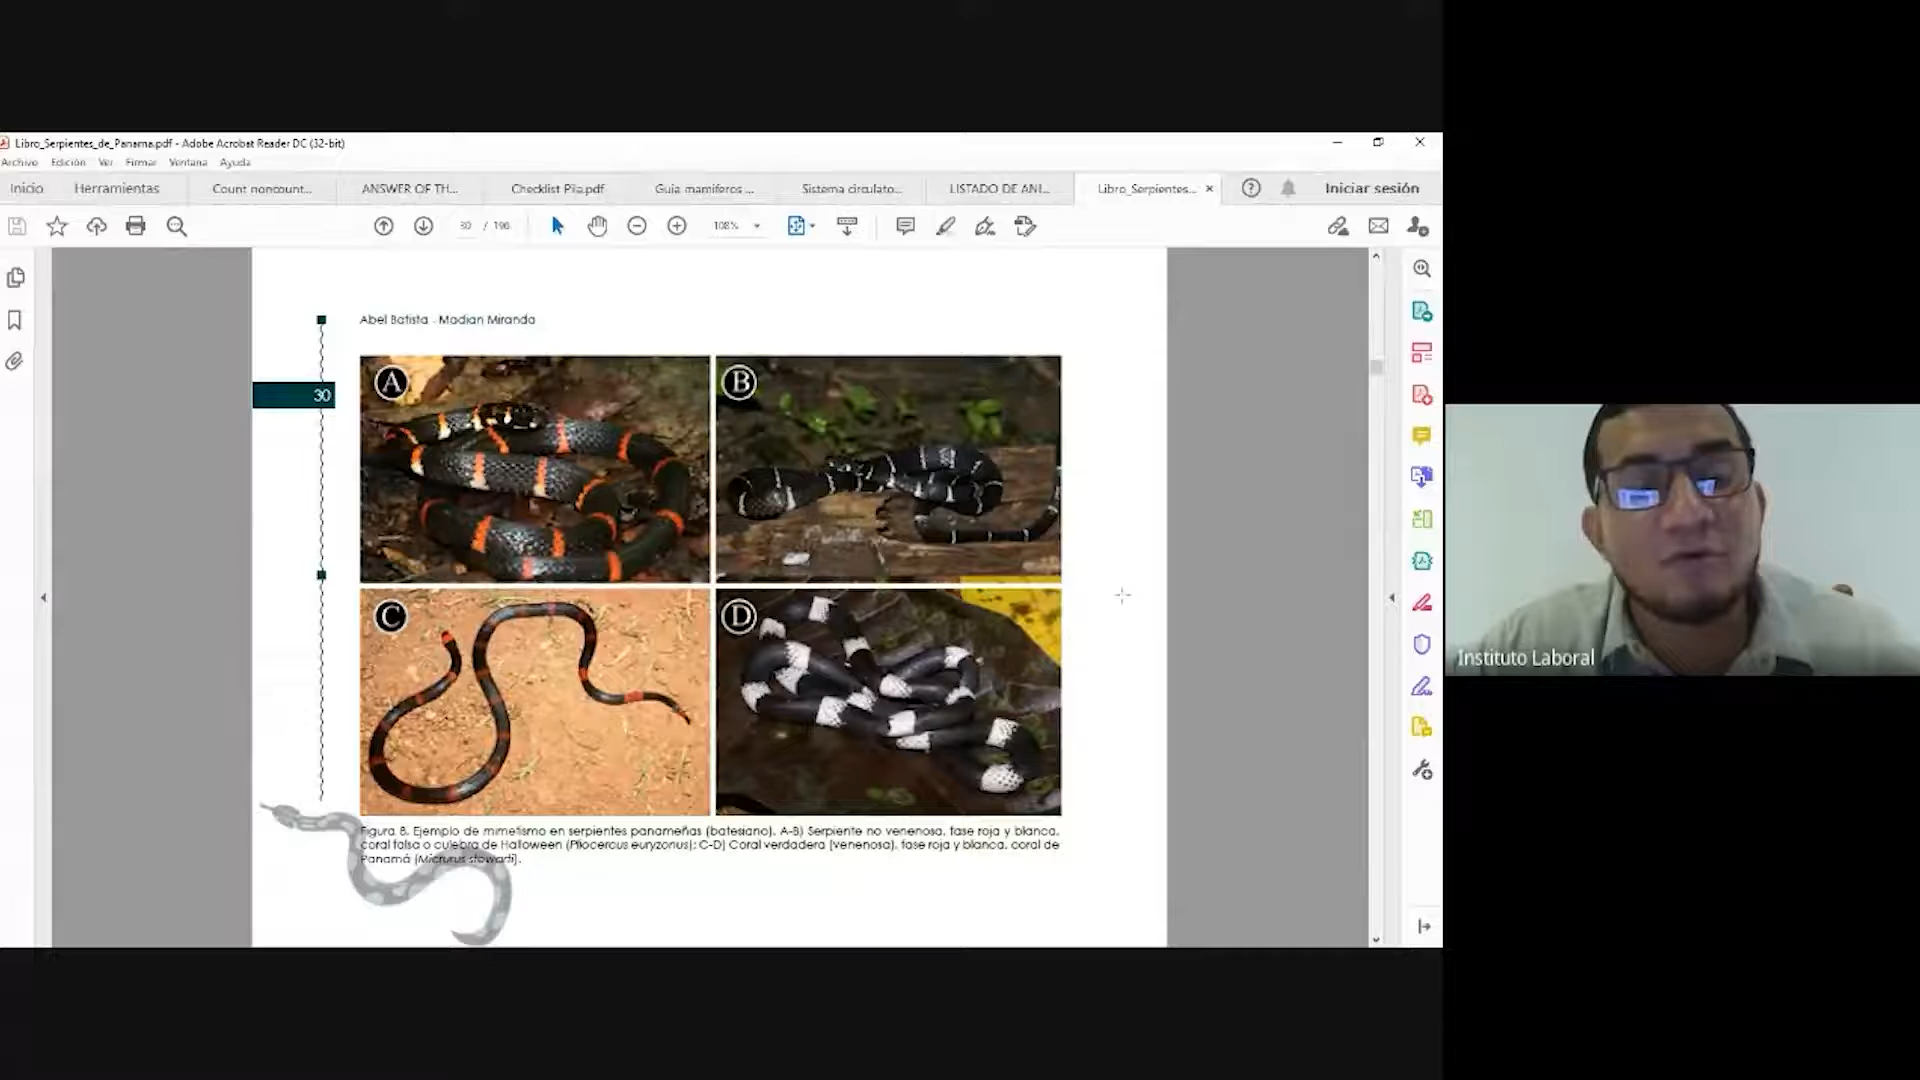 Libro_Serpientes_de_Panama.pdf - Adobe Acrobat Reader DC (32-bit)
Archivo Edición Ver Firmar Ventana Ayuda
Inicio Herramientas Count noncount... ANSWER OF TH... Checklist Pila.pdf Guia mamiferos ... Sistema circulato... LISTADO DE ANI... Libro_Serpientes... × ? Iniciar sesión
30 / 196 108%
Abel Batista - Madian Miranda
30
A
B
C
D
Figura 8. Ejemplo de mimetismo en serpientes panameñas (batesiano). A-B) Serpiente no venenosa, fase roja y blanca,
coral falsa o culebra de Halloween (Pliocercus euryzonus); C-D) Coral verdadera (venenosa), fase roja y blanca, coral de
Panamá (Micrurus stewardi).
Instituto Laboral